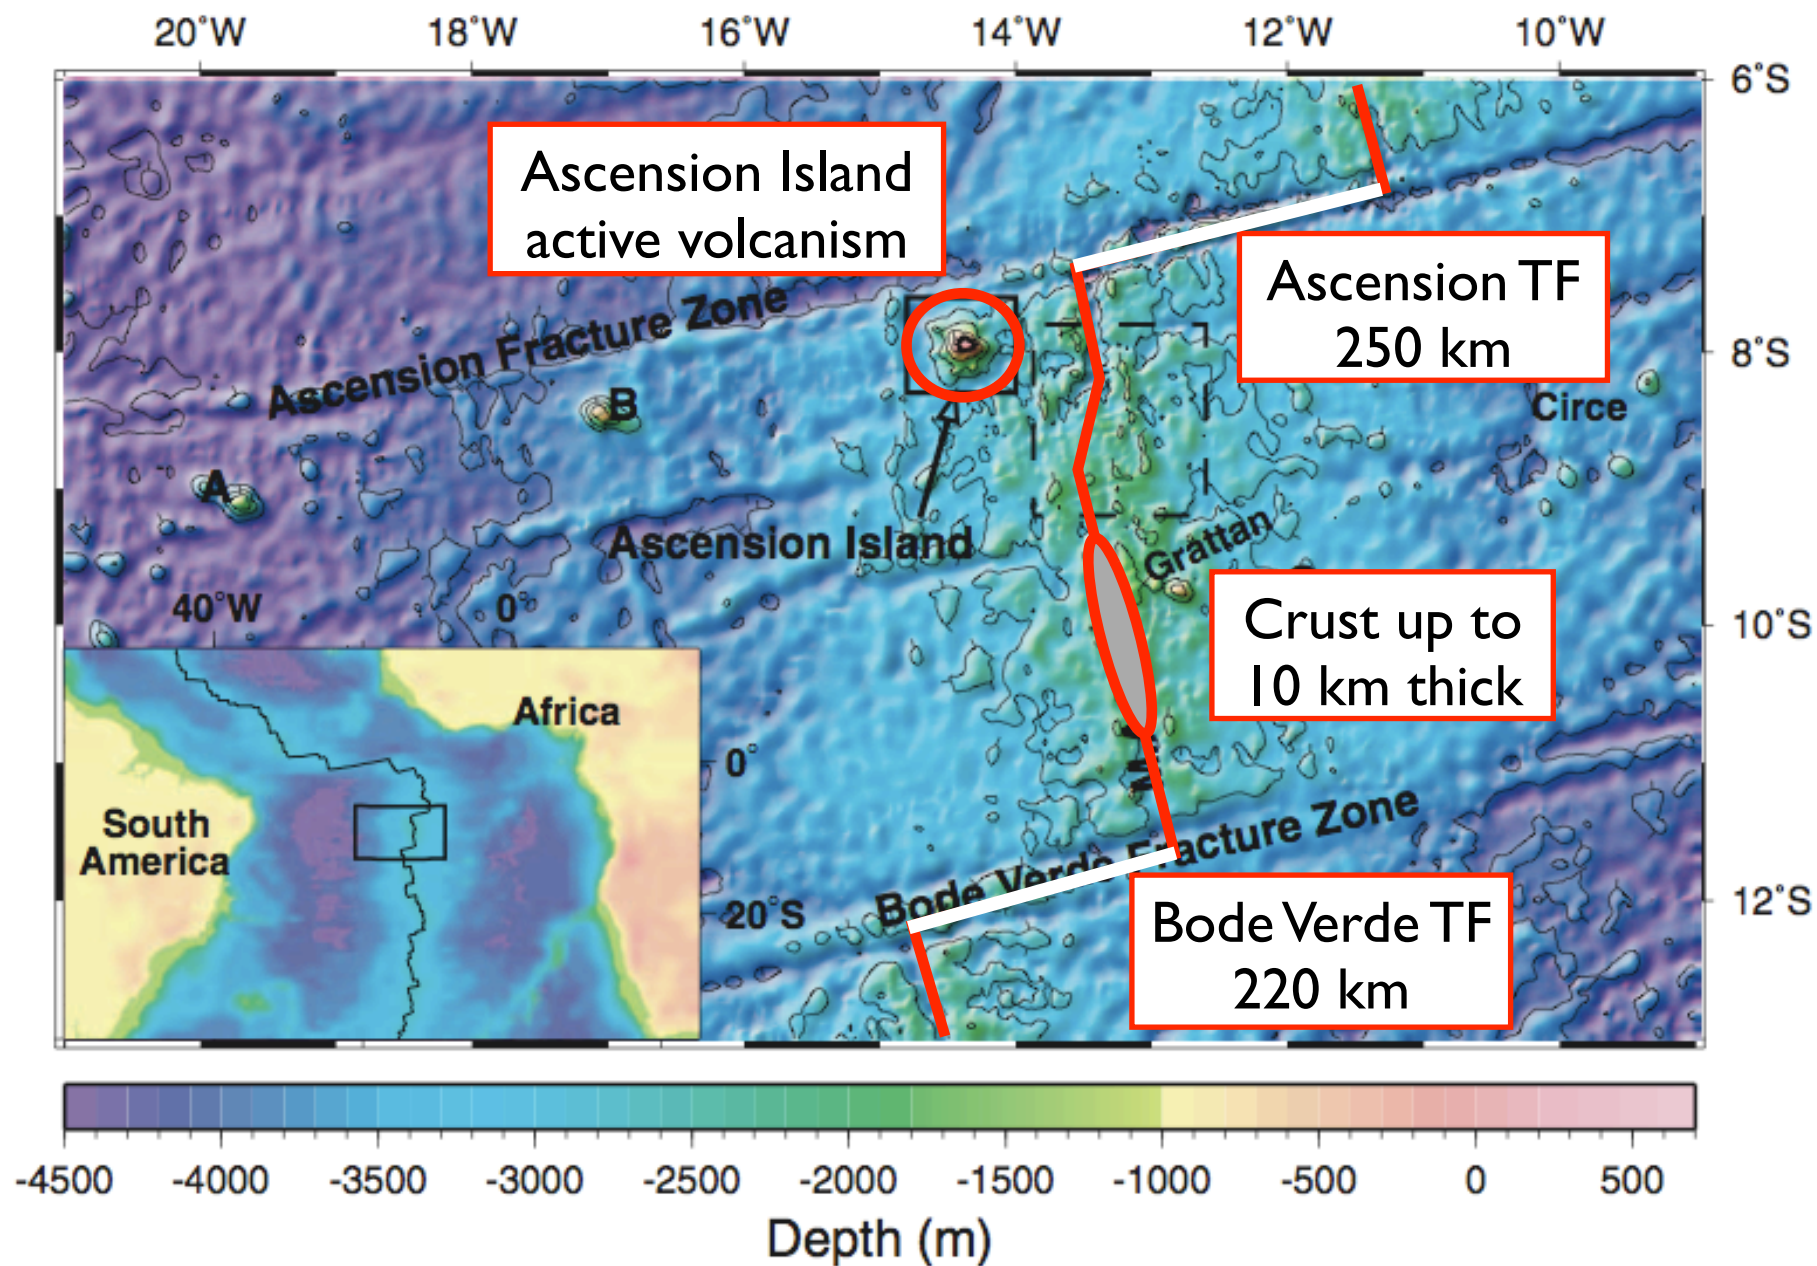 20°W
18°W
16°W
14°W
12°W
10°W
6°S
8°S
10°S
12°S
Ascension Island
active volcanism
Ascension TF
250 km
Ascension Fracture Zone
B
A
Circe
Ascension Island
Grattan
Crust up to
10 km thick
40°W
0°
Africa
South
America
0°
20°S
Bode Verde Fracture Zone
Bode Verde TF
220 km
-4500
-4000
-3500
-3000
-2500
-2000
-1500
-1000
-500
0
500
Depth (m)